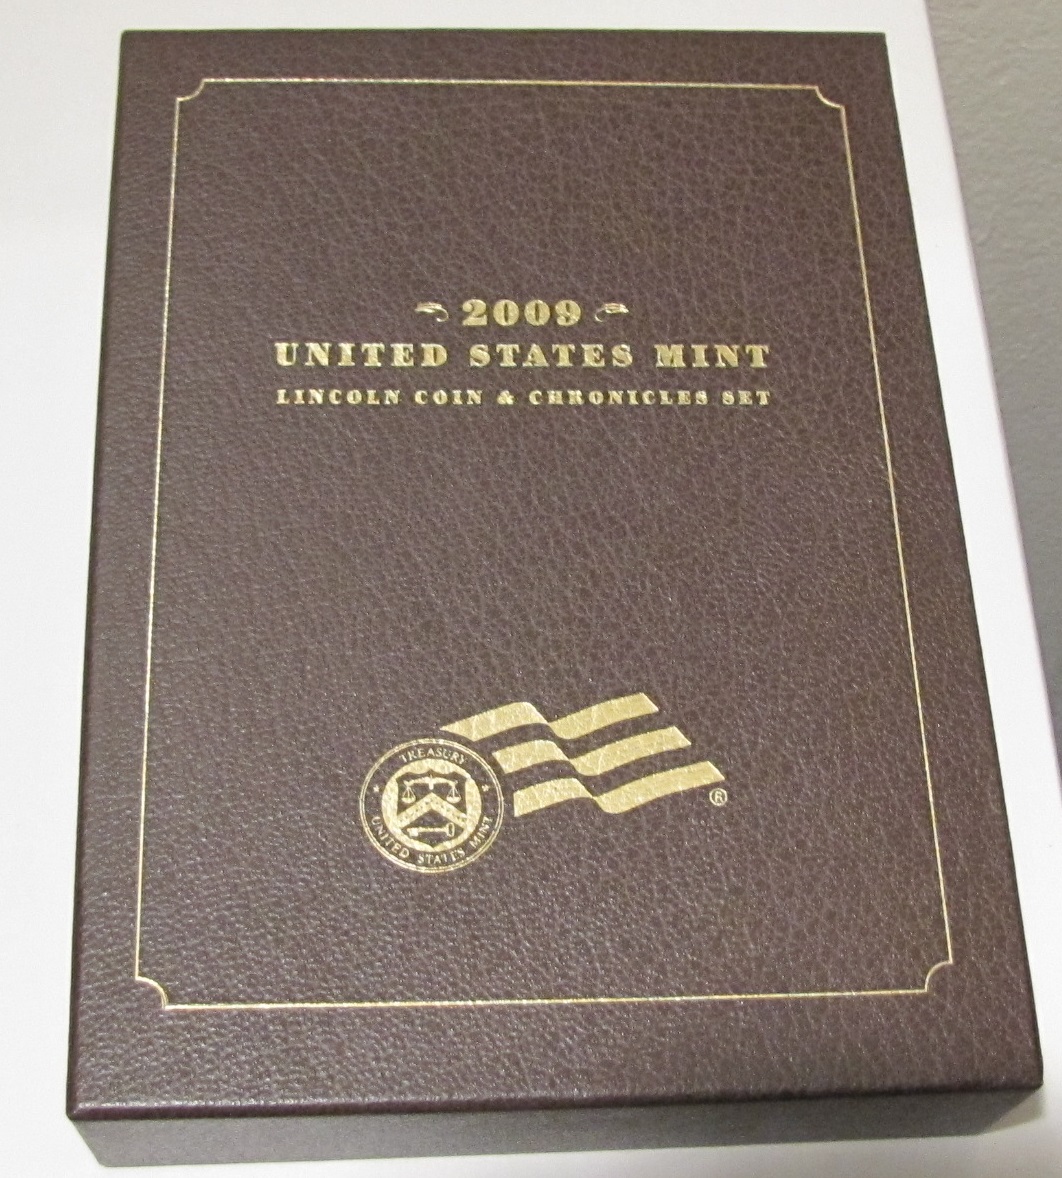 2009
UNITED STATES MINT
LINCOLN COIN & CHRONICLES SET
TREASURY
UNITED STATES MINT
®